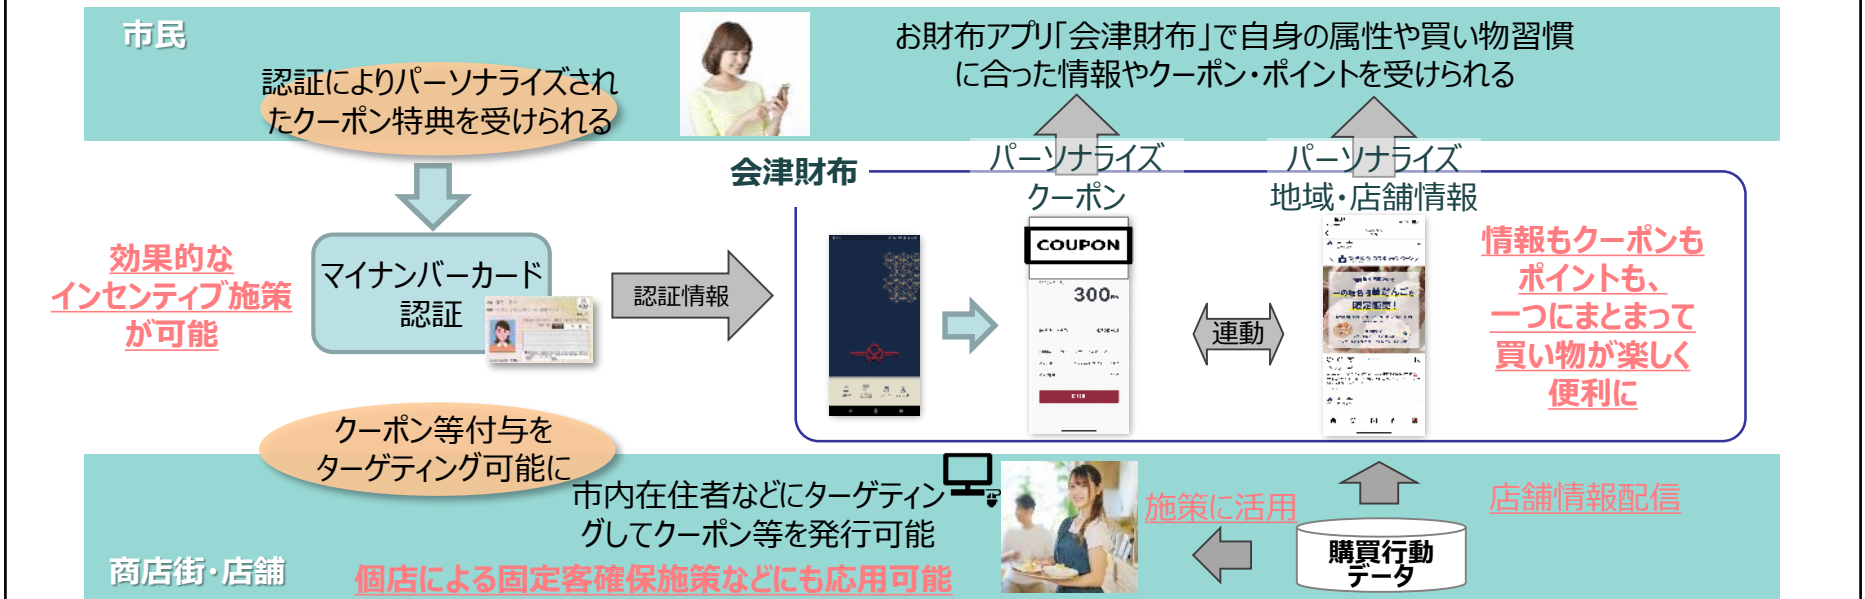 市民
お財布アプリ「会津財布」で自身の属性や買い物習慣
に合った情報やクーポン・ポイントを受けられる
認証によりパーソナライズされ
たクーポン特典を受けられる
会津財布
パーソナライズ
クーポン
パーソナライズ
地域・店舗情報
効果的な
インセンティブ施策
が可能
マイナンバーカード
認証
認証情報
COUPON
300
連動
情報もクーポンも
ポイントも、
一つにまとまって
買い物が楽しく
便利に
クーポン等付与を
ターゲティング可能に
市内在住者などにターゲティン
グしてクーポン等を発行可能
施策に活用
店舗情報配信
購買行動
データ
商店街・店舗
個店による固定客確保施策などにも応用可能